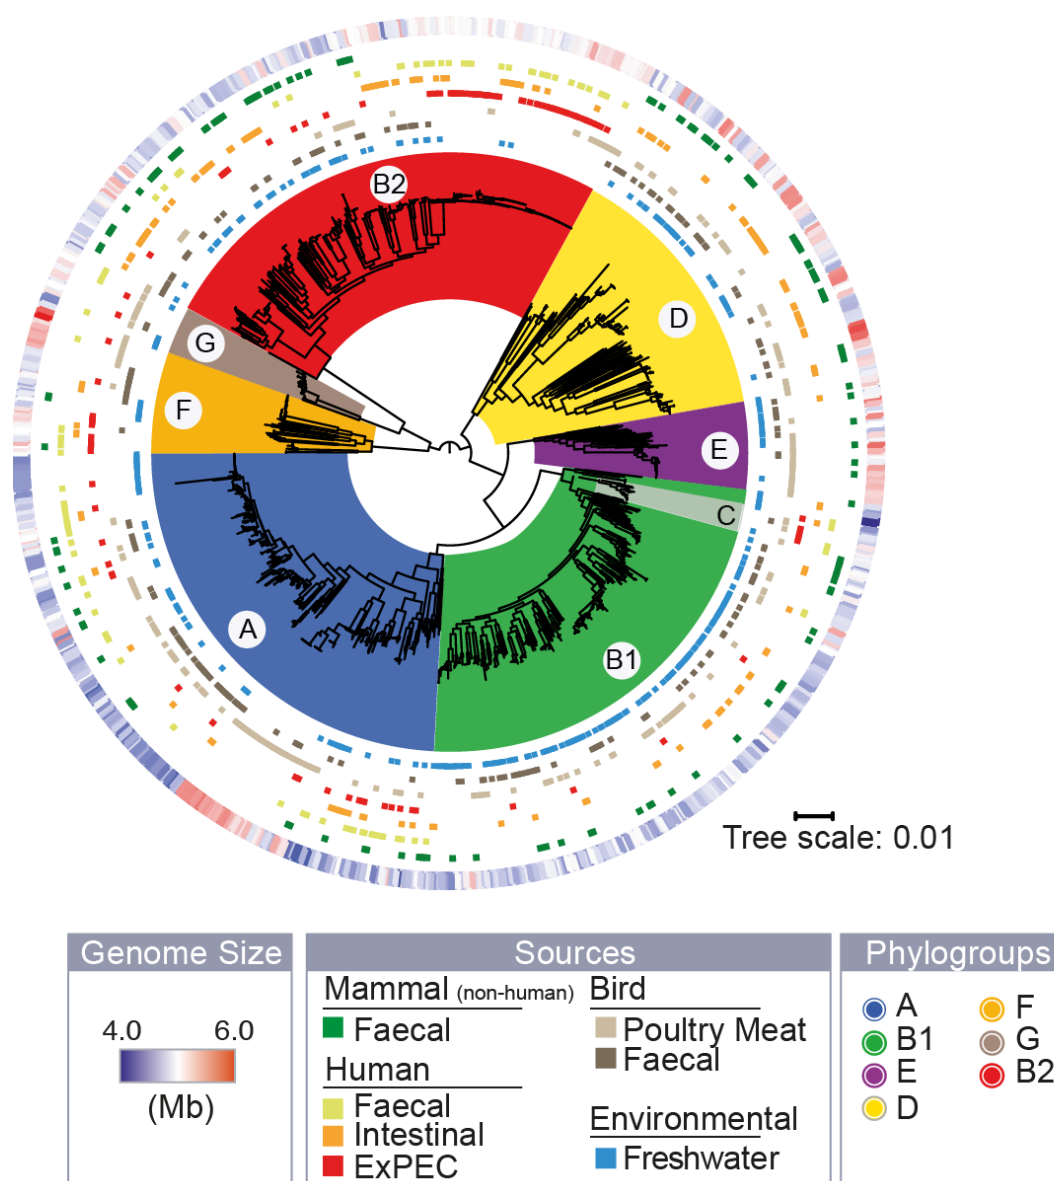 B2
D
G
F
E
C
A
B1
Tree scale: 0.01
Genome Size
4.0 6.0
(Mb)
Sources
Mammal (non-human)
Faecal
Human
Faecal
Intestinal
ExPEC
Bird
Poultry Meat
Faecal
Environmental
Freshwater
Phylogroups
A
B1
E
D
F
G
B2